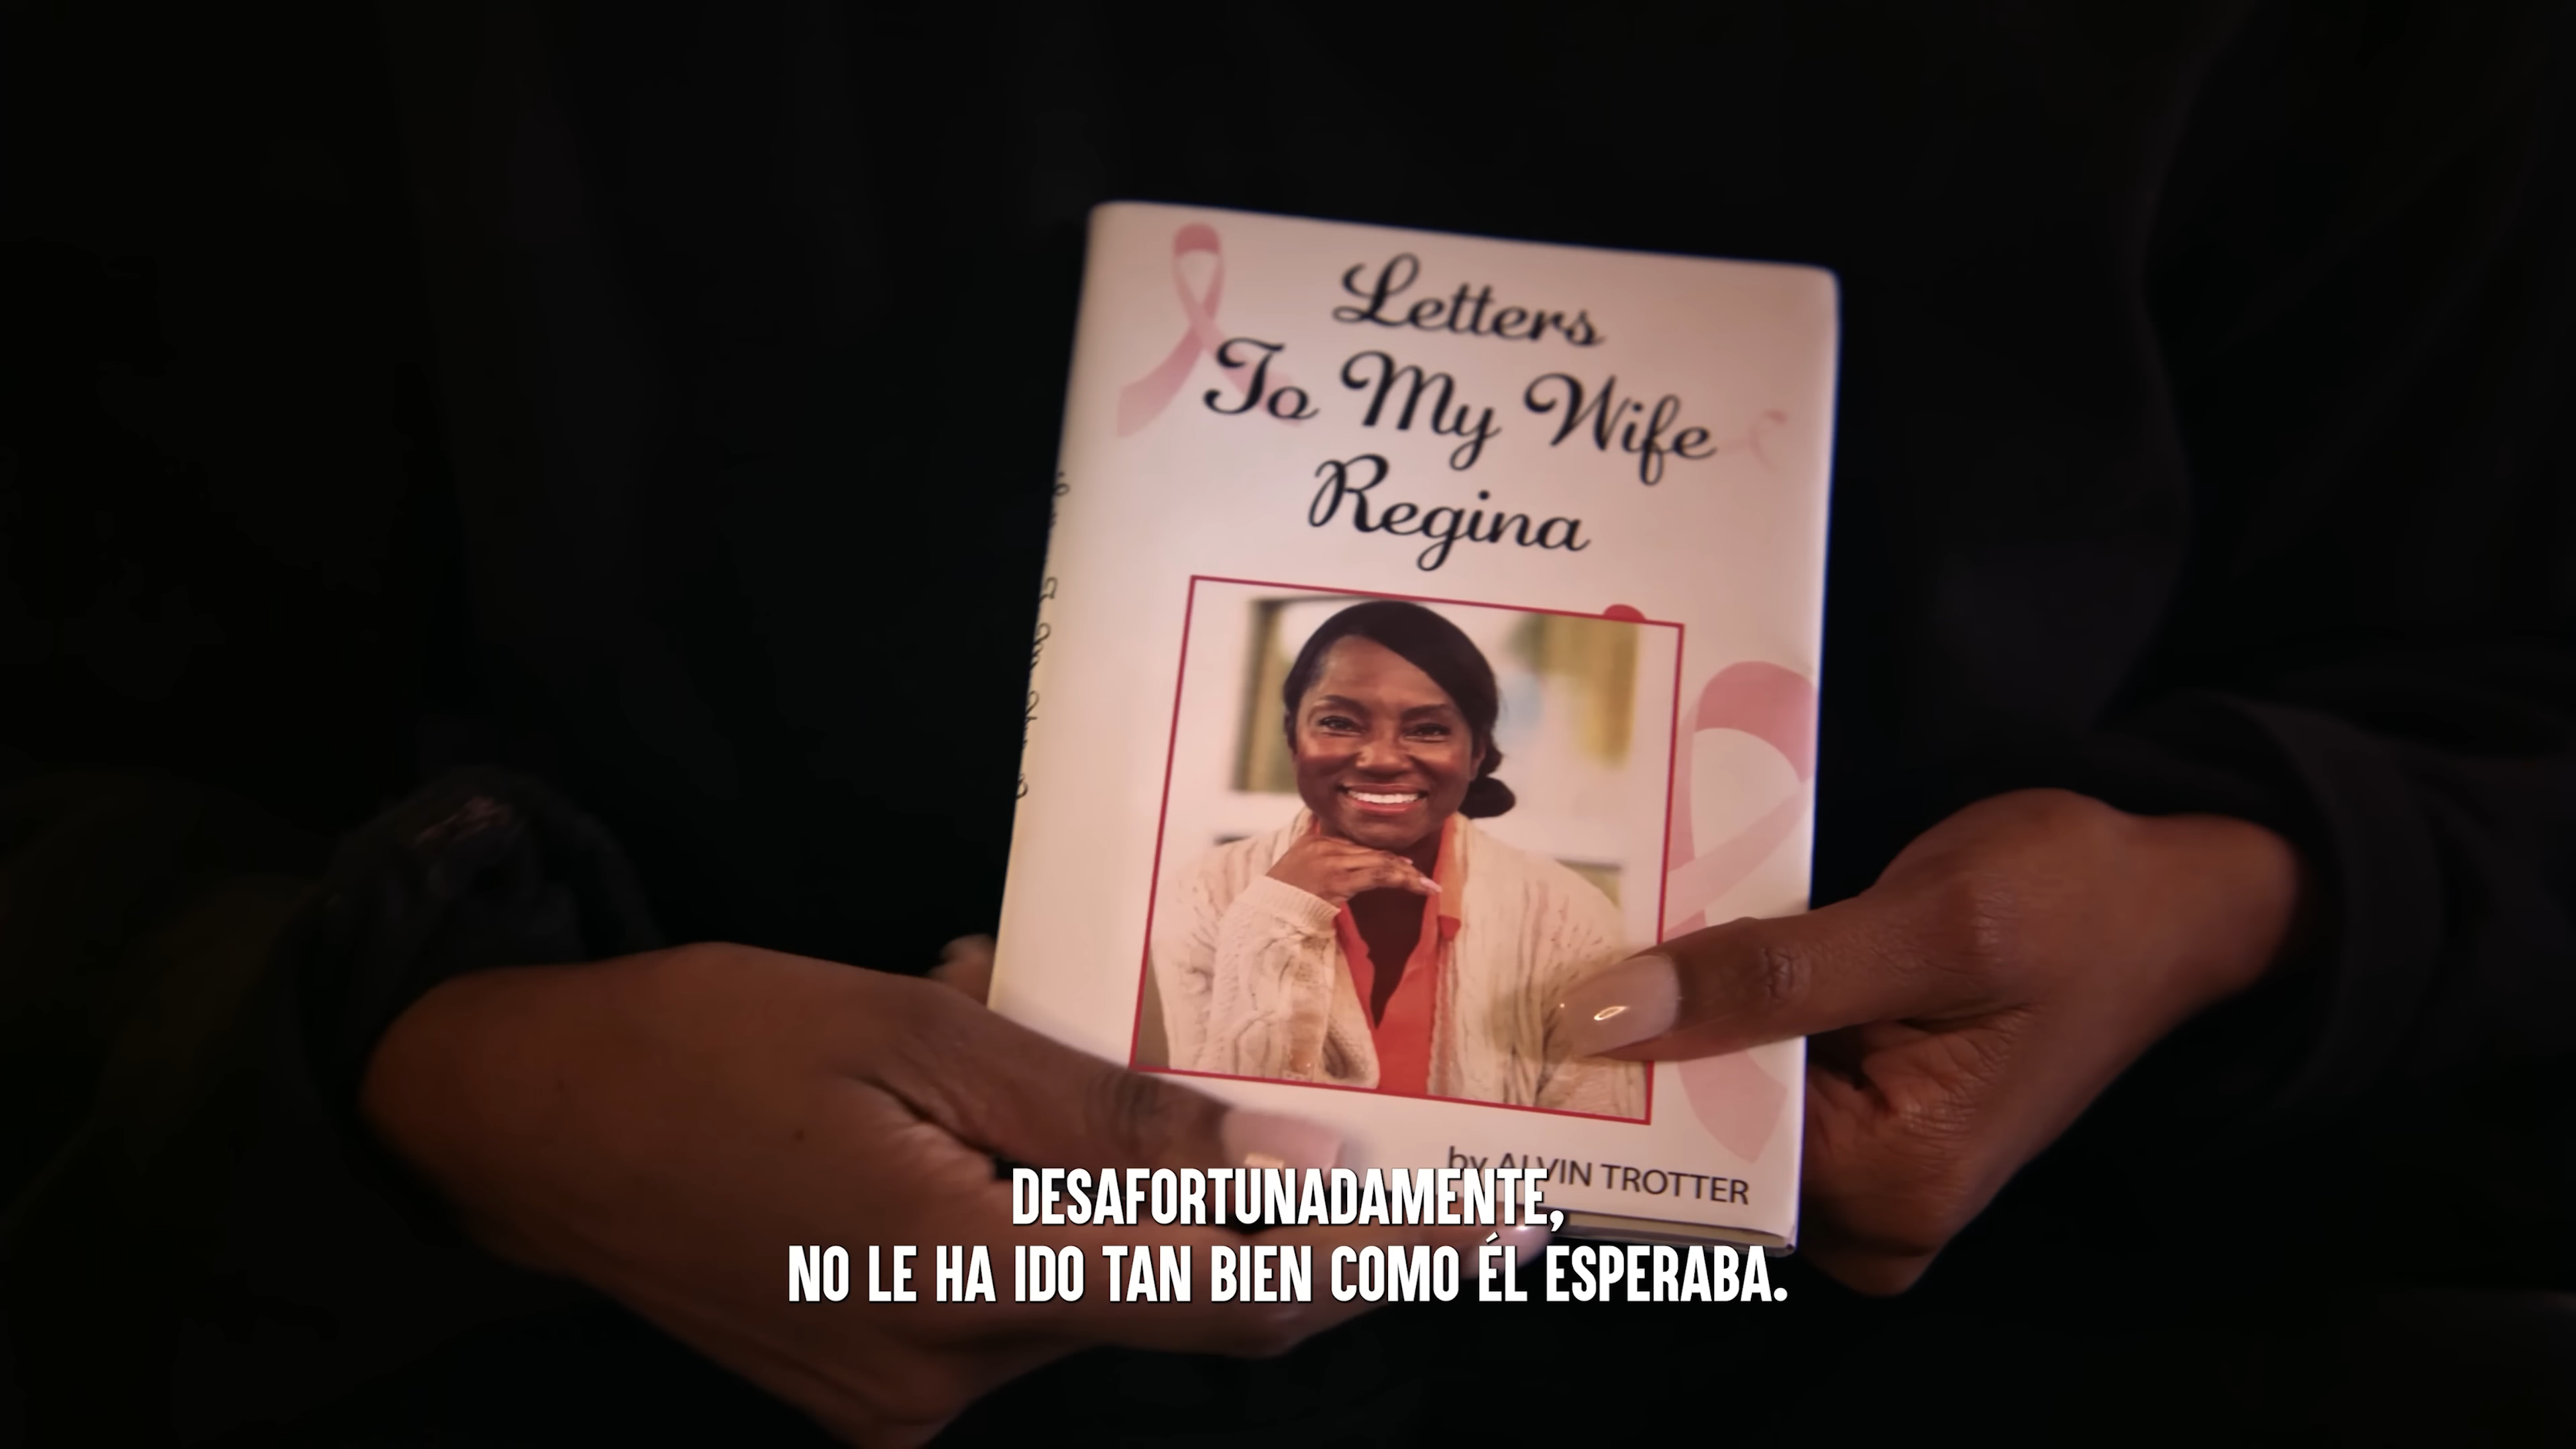 Letters
To My Wife
Regina
by ALVIN TROTTER
DESAFORTUNADAMENTE,
NO LE HA IDO TAN BIEN COMO ÉL ESPERABA.